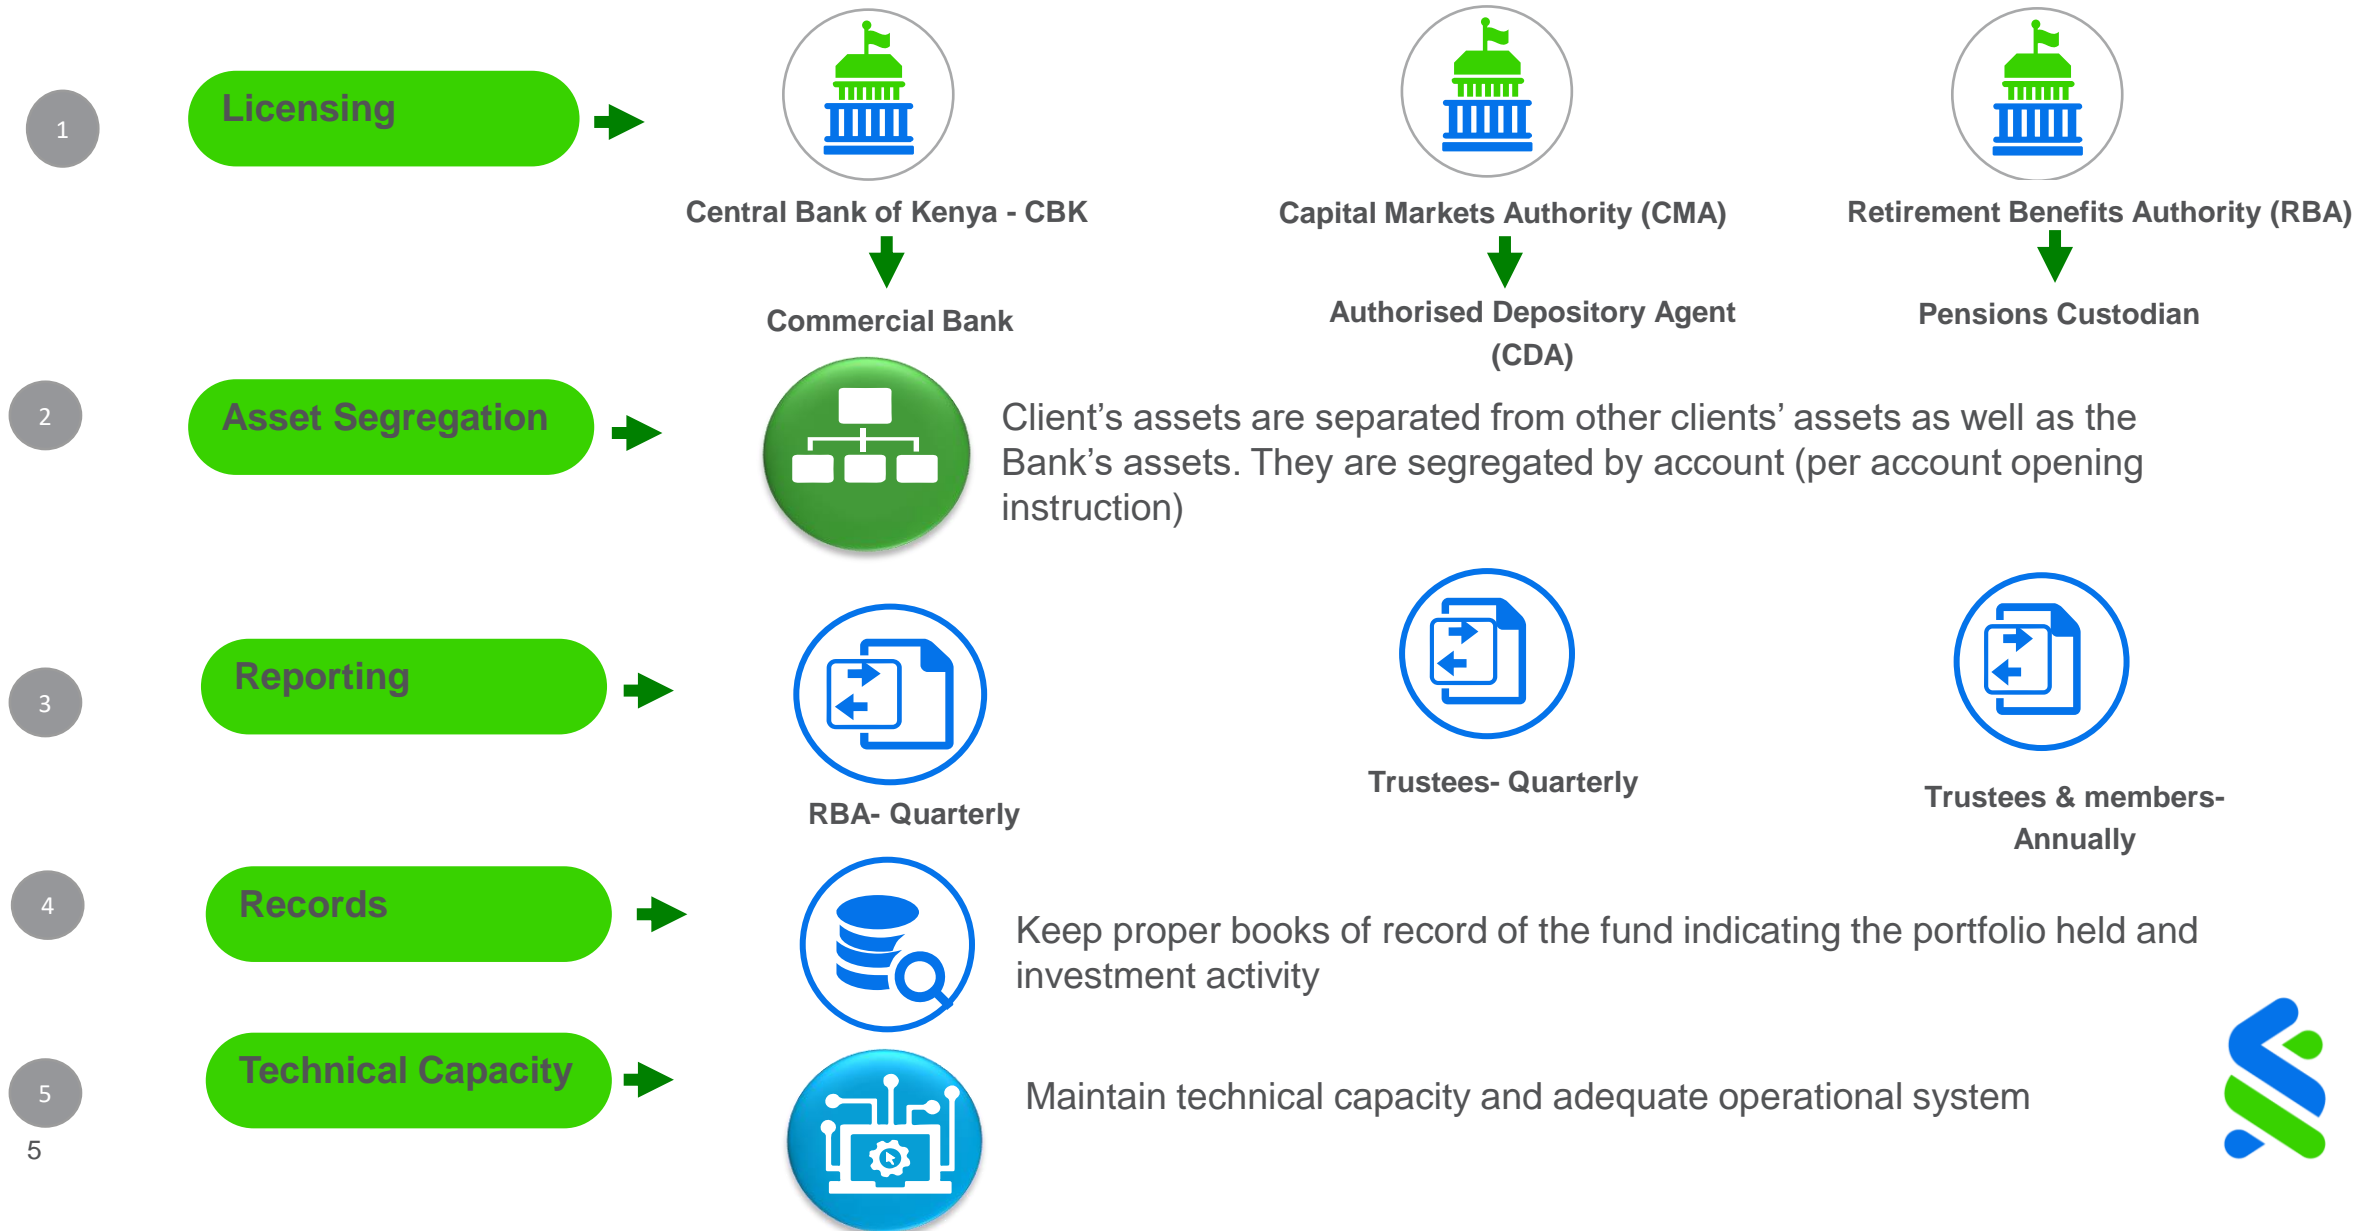 1
Licensing
Central Bank of Kenya - CBK
Capital Markets Authority (CMA)
Retirement Benefits Authority (RBA)
Commercial Bank
Authorised Depository Agent
(CDA)
Pensions Custodian
2
Asset Segregation
Client’s assets are separated from other clients’ assets as well as the
Bank’s assets. They are segregated by account (per account opening
instruction)
3
Reporting
RBA- Quarterly
Trustees- Quarterly
Trustees & members-
Annually
4
Records
Keep proper books of record of the fund indicating the portfolio held and
investment activity
5
Technical Capacity
Maintain technical capacity and adequate operational system
5